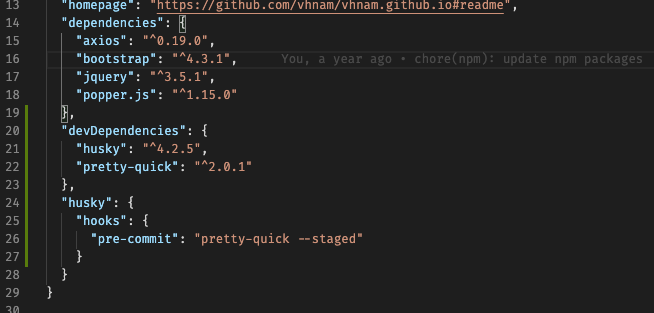 13 "homepage": "https://github.com/vhnam/vhnam.github.io#readme",
14 "dependencies": {
15 "axios": "^0.19.0",
16 "bootstrap": "^4.3.1", You, a year ago • chore(npm): update npm packages
17 "jquery": "^3.5.1",
18 "popper.js": "^1.15.0"
19 },
20 "devDependencies": {
21 "husky": "^4.2.5",
22 "pretty-quick": "^2.0.1"
23 },
24 "husky": {
25 "hooks": {
26 "pre-commit": "pretty-quick --staged"
27 }
28 }
29 }
30